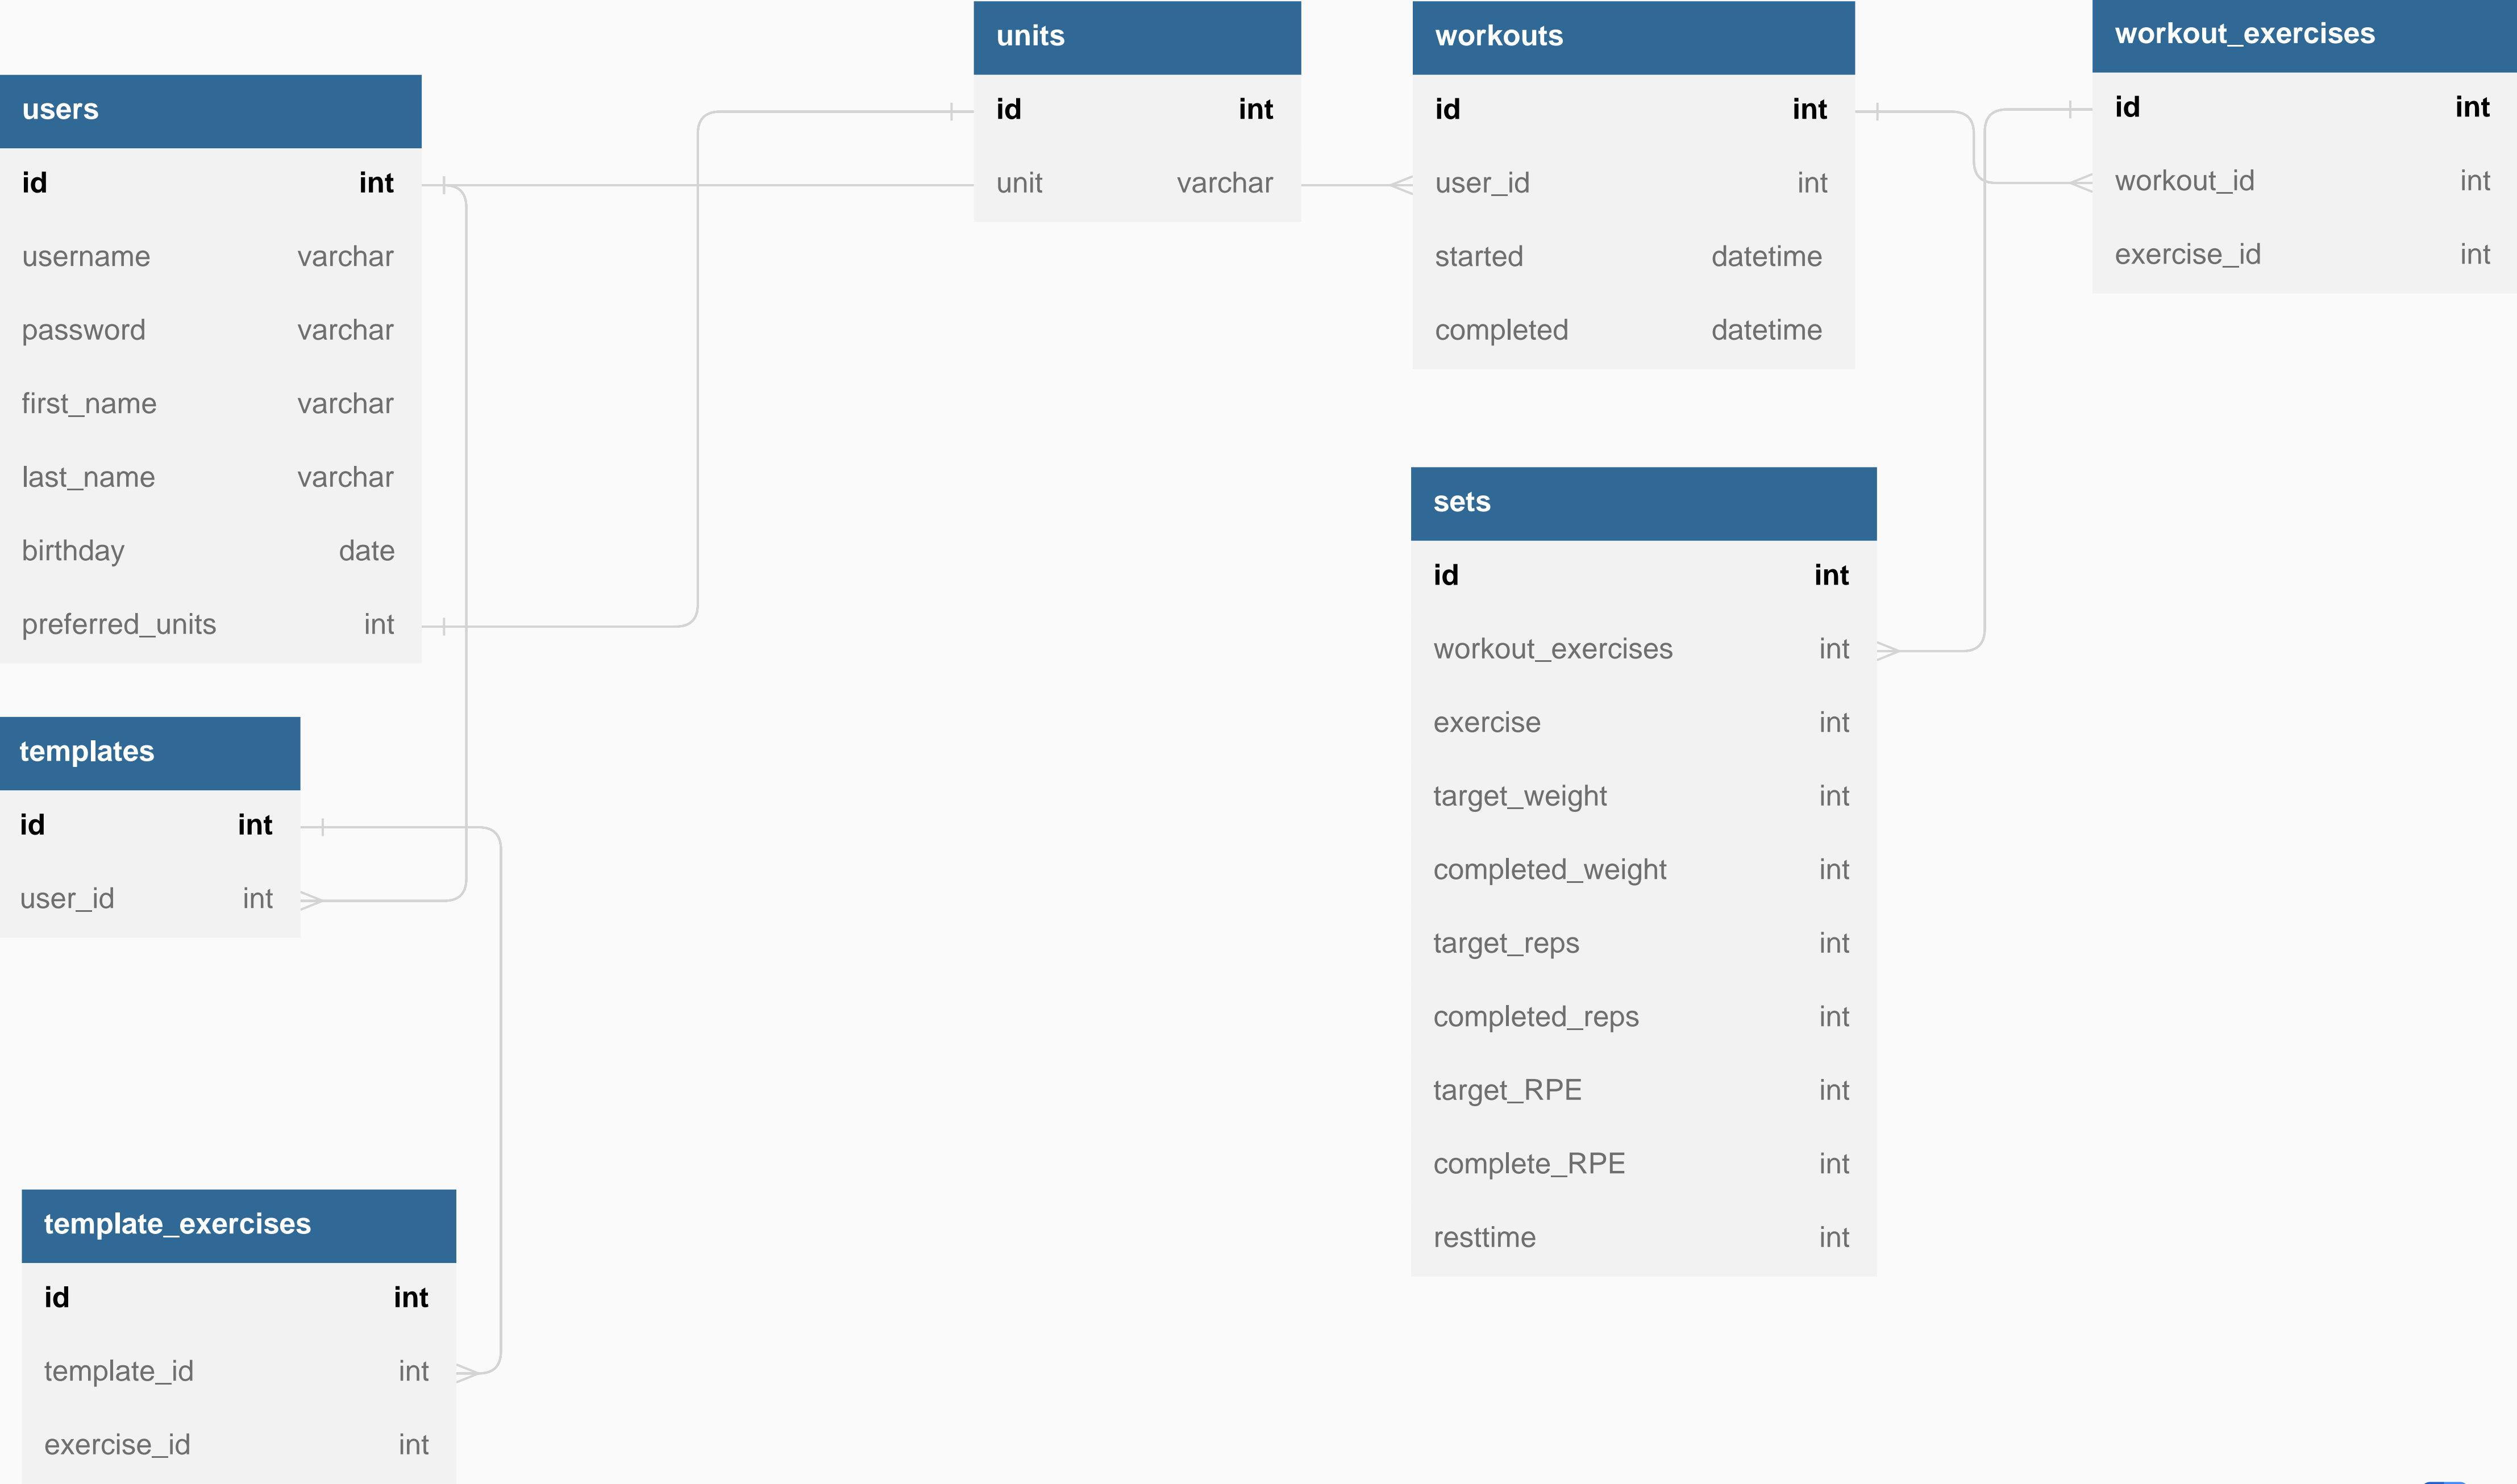 users
id int
username varchar
password varchar
first_name varchar
last_name varchar
birthday date
preferred_units int
templates
id int
user_id int
template_exercises
id int
template_id int
exercise_id int
units
id int
unit varchar
workouts
id int
user_id int
started datetime
completed datetime
sets
id int
workout_exercises int
exercise int
target_weight int
completed_weight int
target_reps int
completed_reps int
target_RPE int
complete_RPE int
resttime int
workout_exercises
id int
workout_id int
exercise_id int